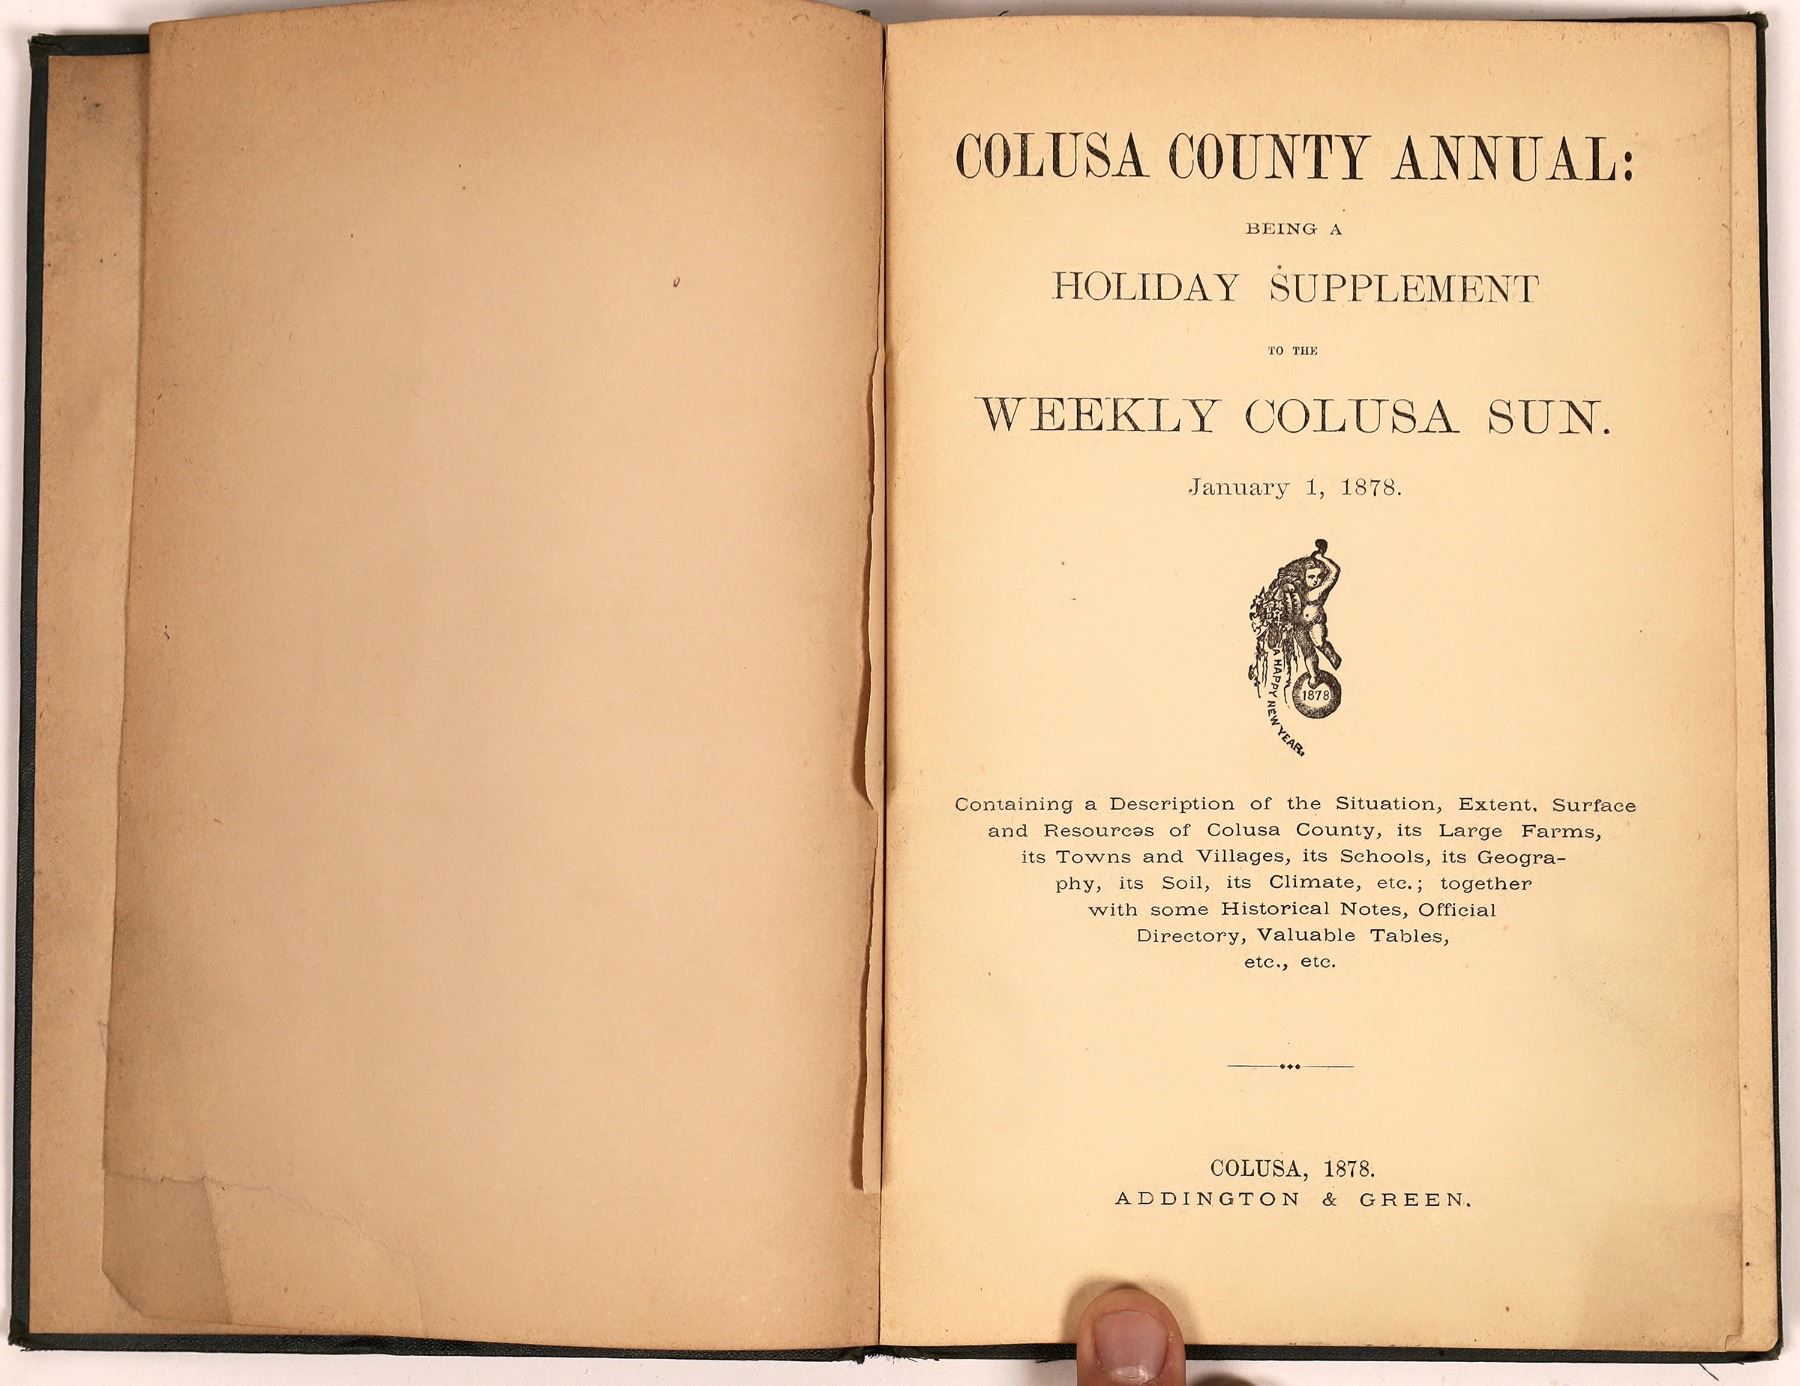 COLUSA COUNTY ANNUAL:
BEING A
HOLIDAY SUPPLEMENT
TO THE
WEEKLY COLUSA SUN.
January 1, 1878.
A HAPPY NEW YEAR.
1878
Containing a Description of the Situation, Extent, Surface
and Resources of Colusa County, its Large Farms,
its Towns and Villages, its Schools, its Geogra-
phy, its Soil, its Climate, etc.; together
with some Historical Notes, Official
Directory, Valuable Tables,
etc., etc.
COLUSA, 1878.
ADDINGTON & GREEN.